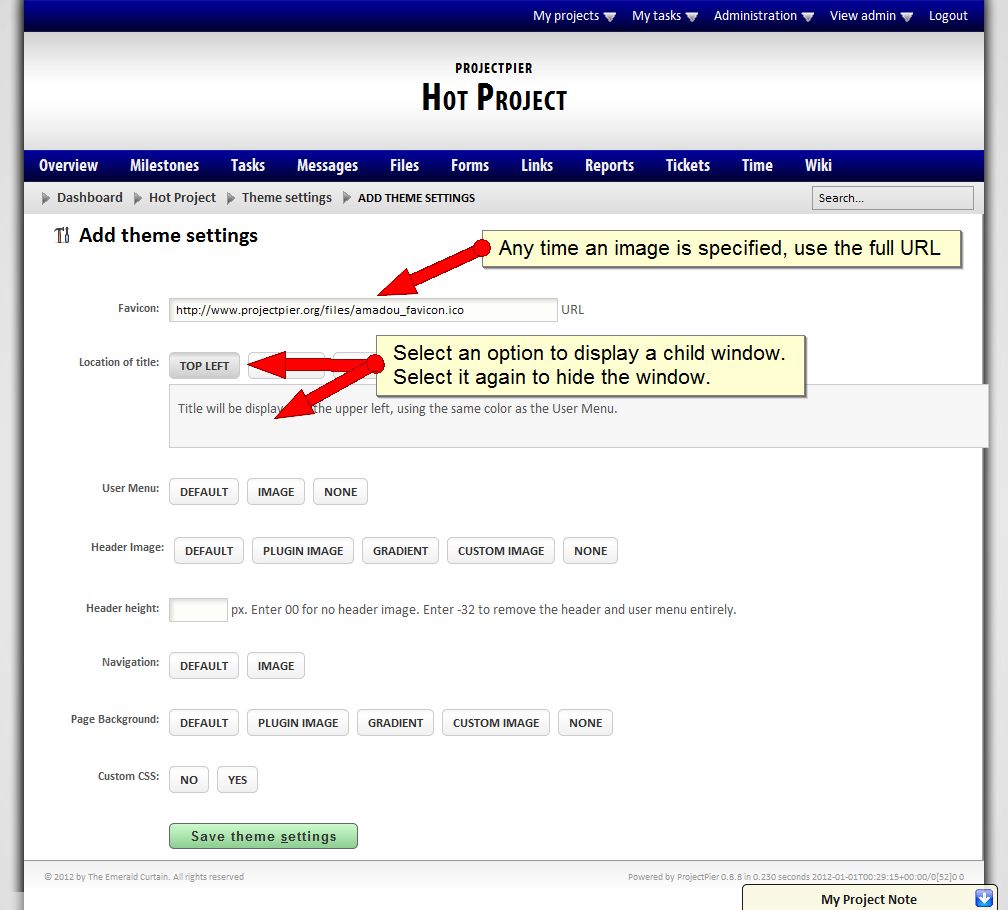 My projects My tasks Administration View admin Logout
PROJECTPIER
HOT PROJECT
Overview Milestones Tasks Messages Files Forms Links Reports Tickets Time Wiki
Dashboard Hot Project Theme settings ADD THEME SETTINGS Search...
Add theme settings
Any time an image is specified, use the full URL
Favicon: http://www.projectpier.org/files/amadou_favicon.ico URL
Select an option to display a child window.
Location of title: TOP LEFT
Select it again to hide the window.
Title will be display the upper left, using the same color as the User Menu.
User Menu: DEFAULT IMAGE NONE
Header Image: DEFAULT PLUGIN IMAGE GRADIENT CUSTOM IMAGE NONE
Header height: px. Enter 00 for no header image. Enter -32 to remove the header and user menu entirely.
Navigation: DEFAULT IMAGE
Page Background: DEFAULT PLUGIN IMAGE GRADIENT CUSTOM IMAGE NONE
Custom CSS: NO YES
Save theme settings
© 2012 by The Emerald Curtain. All rights reserved Powered by ProjectPier 0.8.8 in 0.230 seconds 2012-01-01T00:29:15+00:00/0[52]0 0
My Project Note